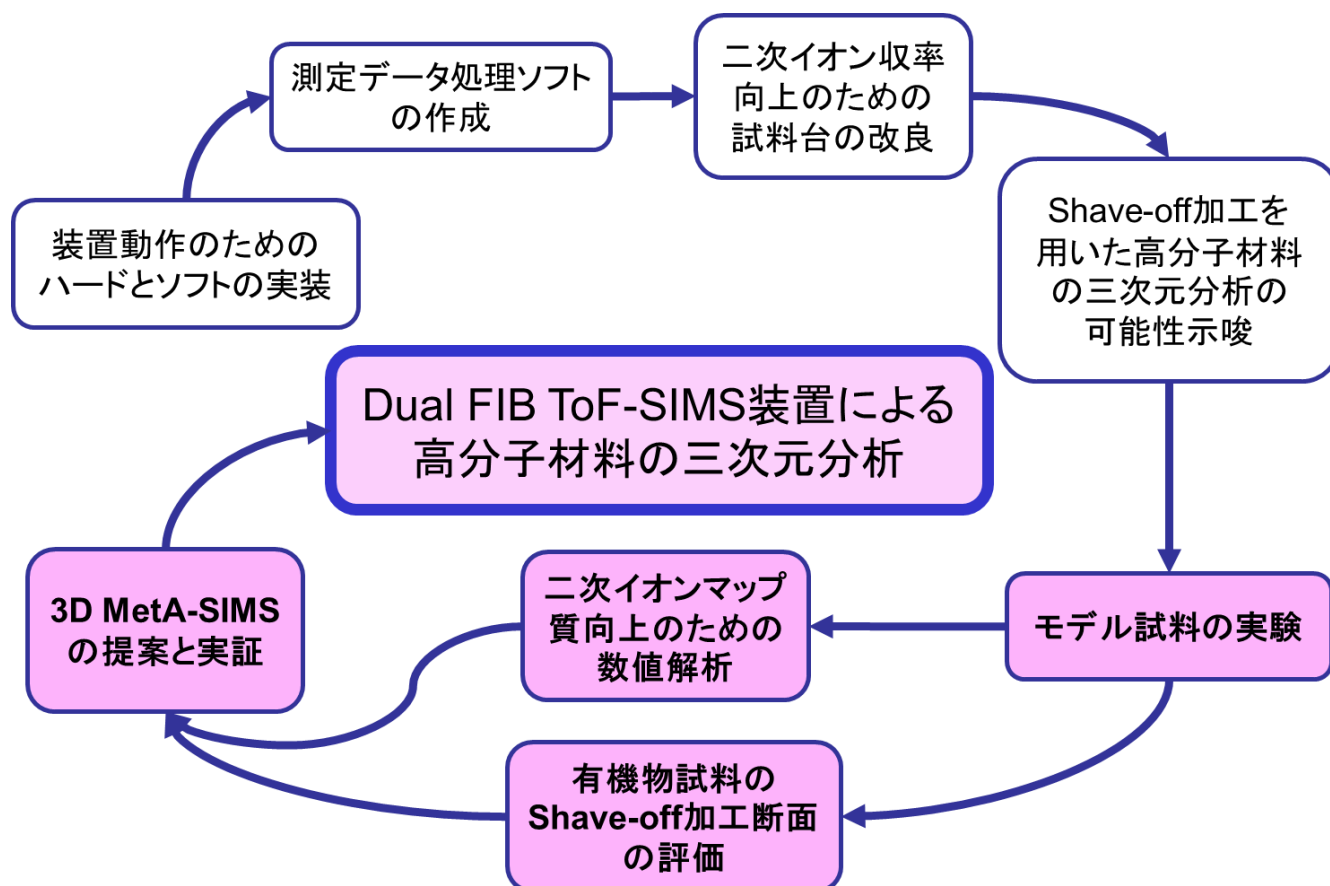 装置動作のための
ハードとソフトの実装
測定データ処理ソフト
の作成
二次イオン収率
向上のための
試料台の改良
Shave-off加工を
用いた高分子材料
の三次元分析の
可能性示唆
モデル試料の実験
二次イオンマップ
質向上のための
数値解析
有機物試料の
Shave-off加工断面
の評価
3D MetA-SIMS
の提案と実証
Dual FIB ToF-SIMS装置による
高分子材料の三次元分析